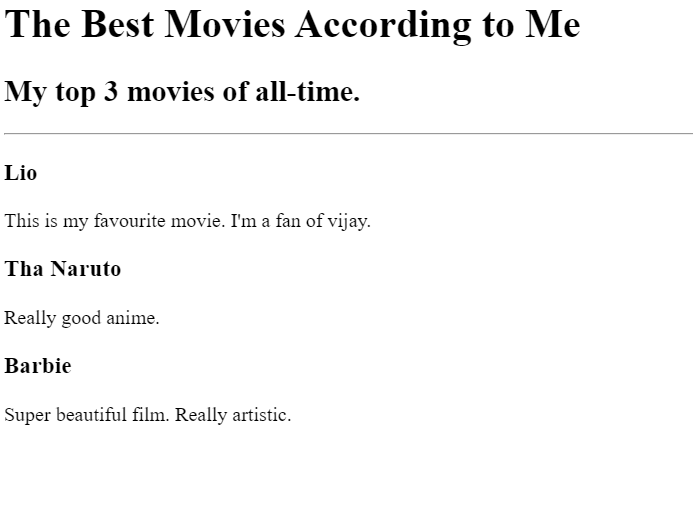 The Best Movies According to Me
My top 3 movies of all-time.
Lio
This is my favourite movie. I'm a fan of vijay.
Tha Naruto
Really good anime.
Barbie
Super beautiful film. Really artistic.